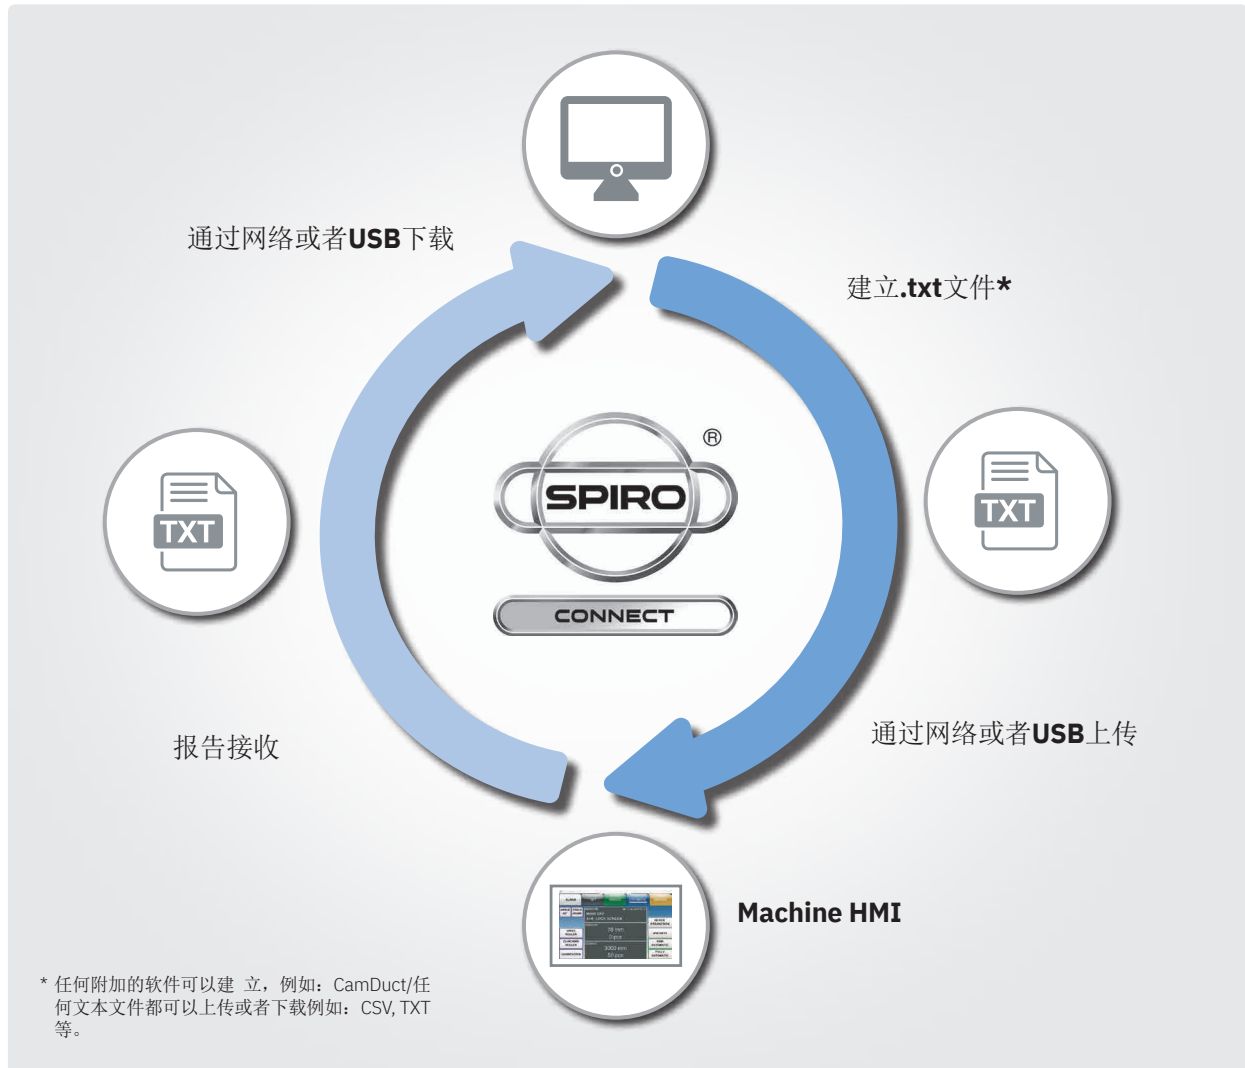 通过网络或者USB下载
建立.txt文件*
®
SPIRO
CONNECT
TXT
TXT
报告接收
通过网络或者USB上传
Machine HMI
ALARM
* 任何附加的软件可以建 立，例如：CamDuct/任
何文本文件都可以上传或者下载例如：CSV, TXT
等。